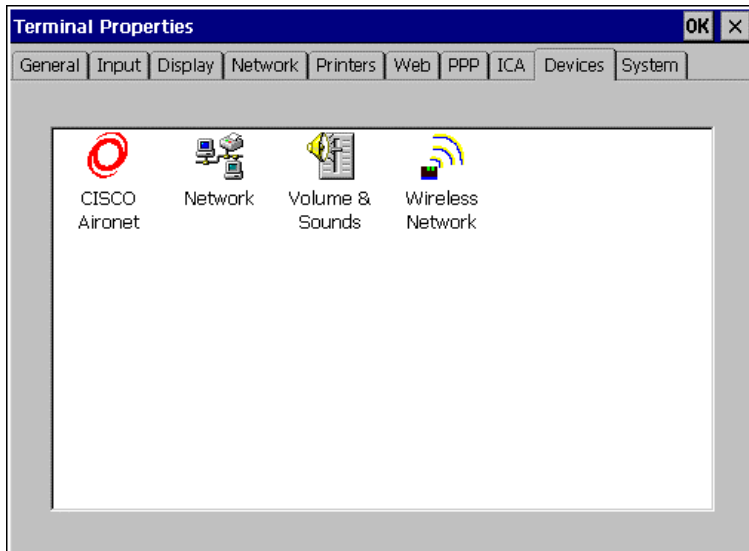 Terminal Properties OK ×
General Input Display Network Printers Web PPP ICA Devices System
CISCO Aironet
Network
Volume & Sounds
Wireless Network